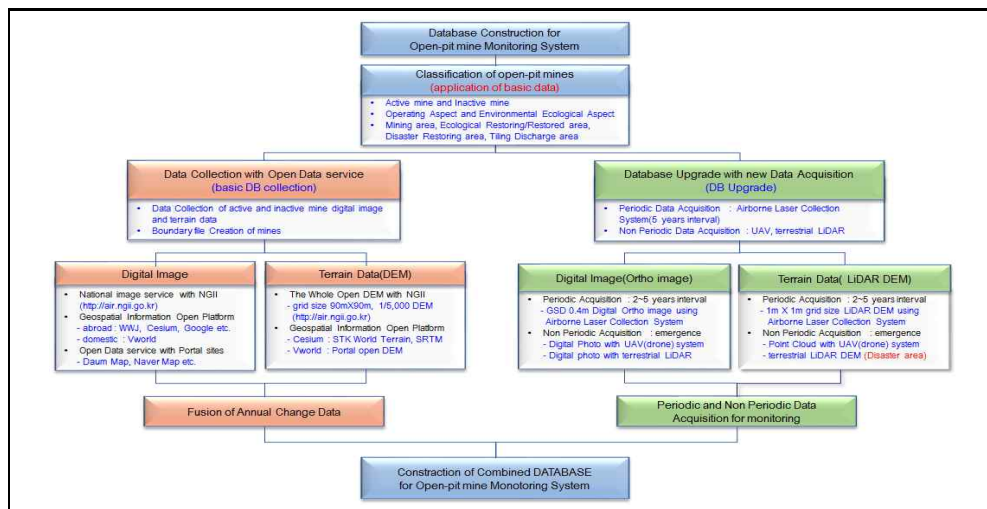 Database Construction for
Open-pit mine Monitoring System
Classification of open-pit mines
(application of basic data)
• Active mine and Inactive mine
• Operating Aspect and Environmental Ecological Aspect
• Mining area, Ecological Restoring/Restored area,
Disaster Restoring area, Tiling Discharge area
Data Collection with Open Data service
(basic DB collection)
• Data Collection of active and inactive mine digital image
and terrain data
• Boundary file Creation of mines
Database Upgrade with new Data Acquisition
(DB Upgrade)
• Periodic Data Acquisition : Airborne Laser Collection
System(5 years interval)
• Non Periodic Data Acquisition : UAV, terrestrial LiDAR
Digital Image
• National image service with NGII
(http://air.ngii.go.kr)
• Geospatial Information Open Platform
- abroad : WWJ, Cesium, Google etc.
- domestic : Vworld
• Open Data service with Portal sites
- Daum Map, Naver Map etc.
Terrain Data(DEM)
• The Whole Open DEM with NGII
- grid size 90mX90m, 1/5,000 DEM
(http://air.ngii.go.kr)
• Geospatial Information Open Platform
- Cesium : STK World Terrain, SRTM
- Vworld : Portal open DEM
Digital Image(Ortho image)
• Periodic Acquisition : 2~5 years interval
- GSD 0.4m Digital Ortho image using
Airborne Laser Collection System
• Non Periodic Acquisition : emergence
- Digital Photo with UAV(drone) system
- Digital photo with terrestrial LiDAR
Terrain Data( LiDAR DEM)
• Periodic Acquisition : 2~5 years interval
- 1m X 1m grid size LiDAR DEM using
Airborne Laser Collection System
• Non Periodic Acquisition : emergence
- Point Cloud with UAV(drone) system
- terrestrial LiDAR DEM (Disaster area)
Fusion of Annual Change Data
Periodic and Non Periodic Data
Acquisition for monitoring
Constraction of Combined DATABASE
for Open-pit mine Monotoring System